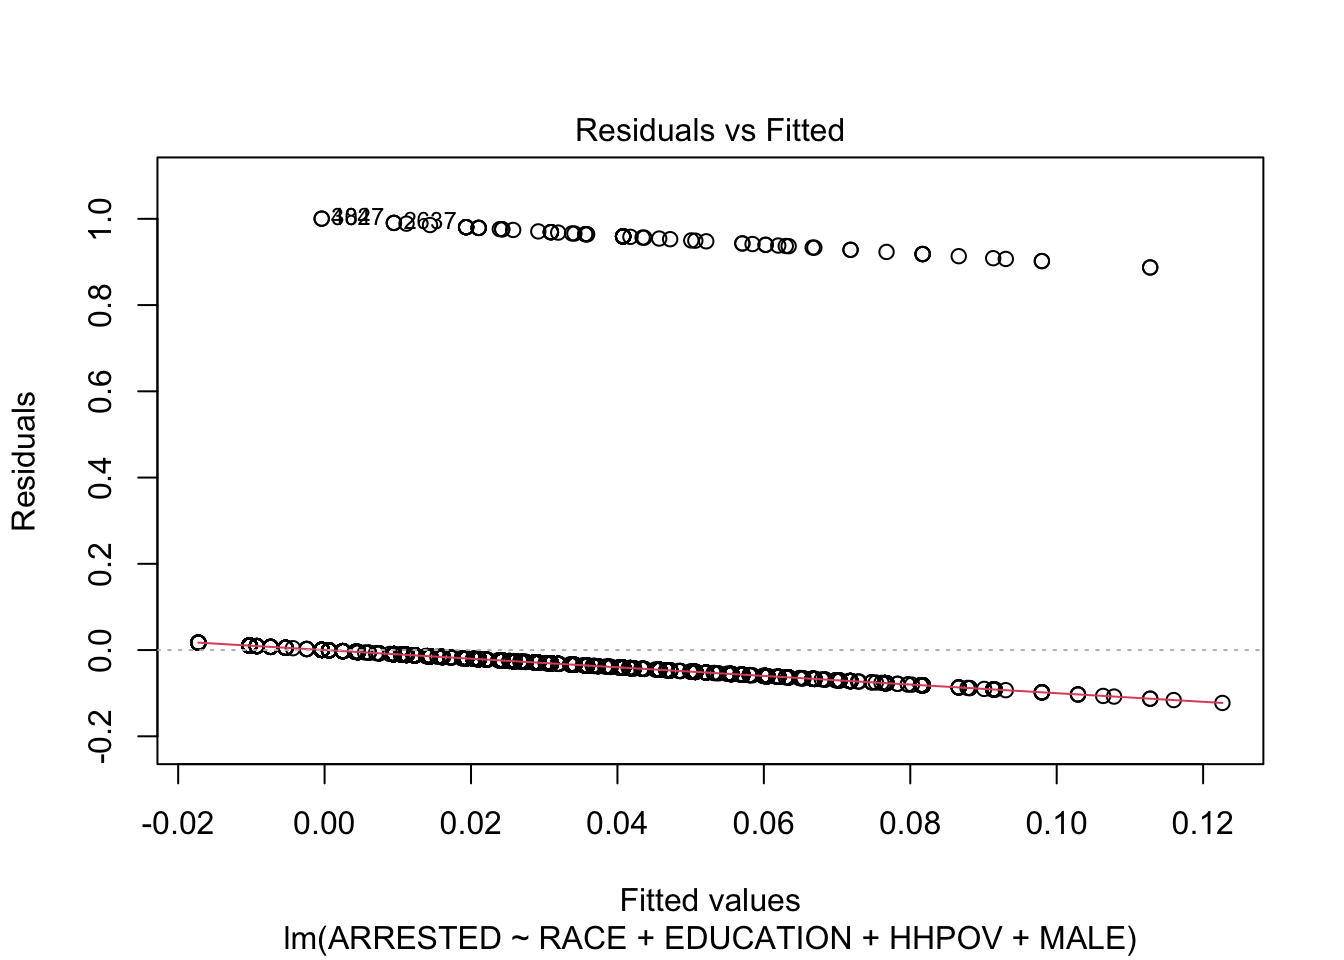 Residuals vs Fitted
Residuals
1.0
0.8
0.6
0.4
0.2
0.0
-0.2
2637
-0.02 0.00 0.02 0.04 0.06 0.08 0.10 0.12
Fitted values
lm(ARRESTED ~ RACE + EDUCATION + HHPOV + MALE)